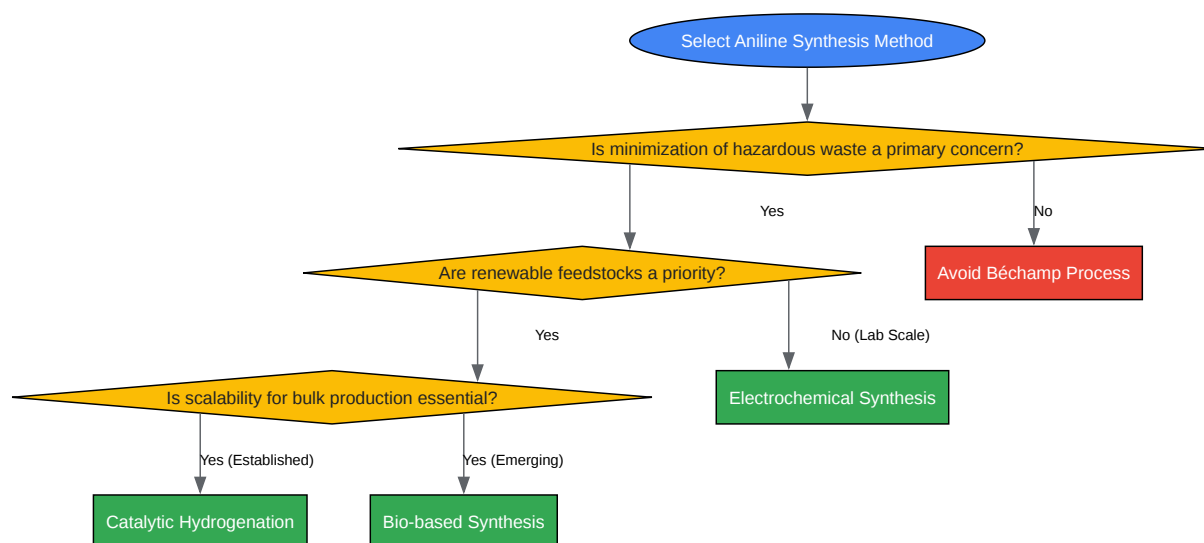 Select Aniline Synthesis Method
Is minimization of hazardous waste a primary concern?
Yes
No
Are renewable feedstocks a priority?
Avoid Béchamp Process
Yes
No (Lab Scale)
Is scalability for bulk production essential?
Electrochemical Synthesis
Yes (Established)
Yes (Emerging)
Catalytic Hydrogenation
Bio-based Synthesis